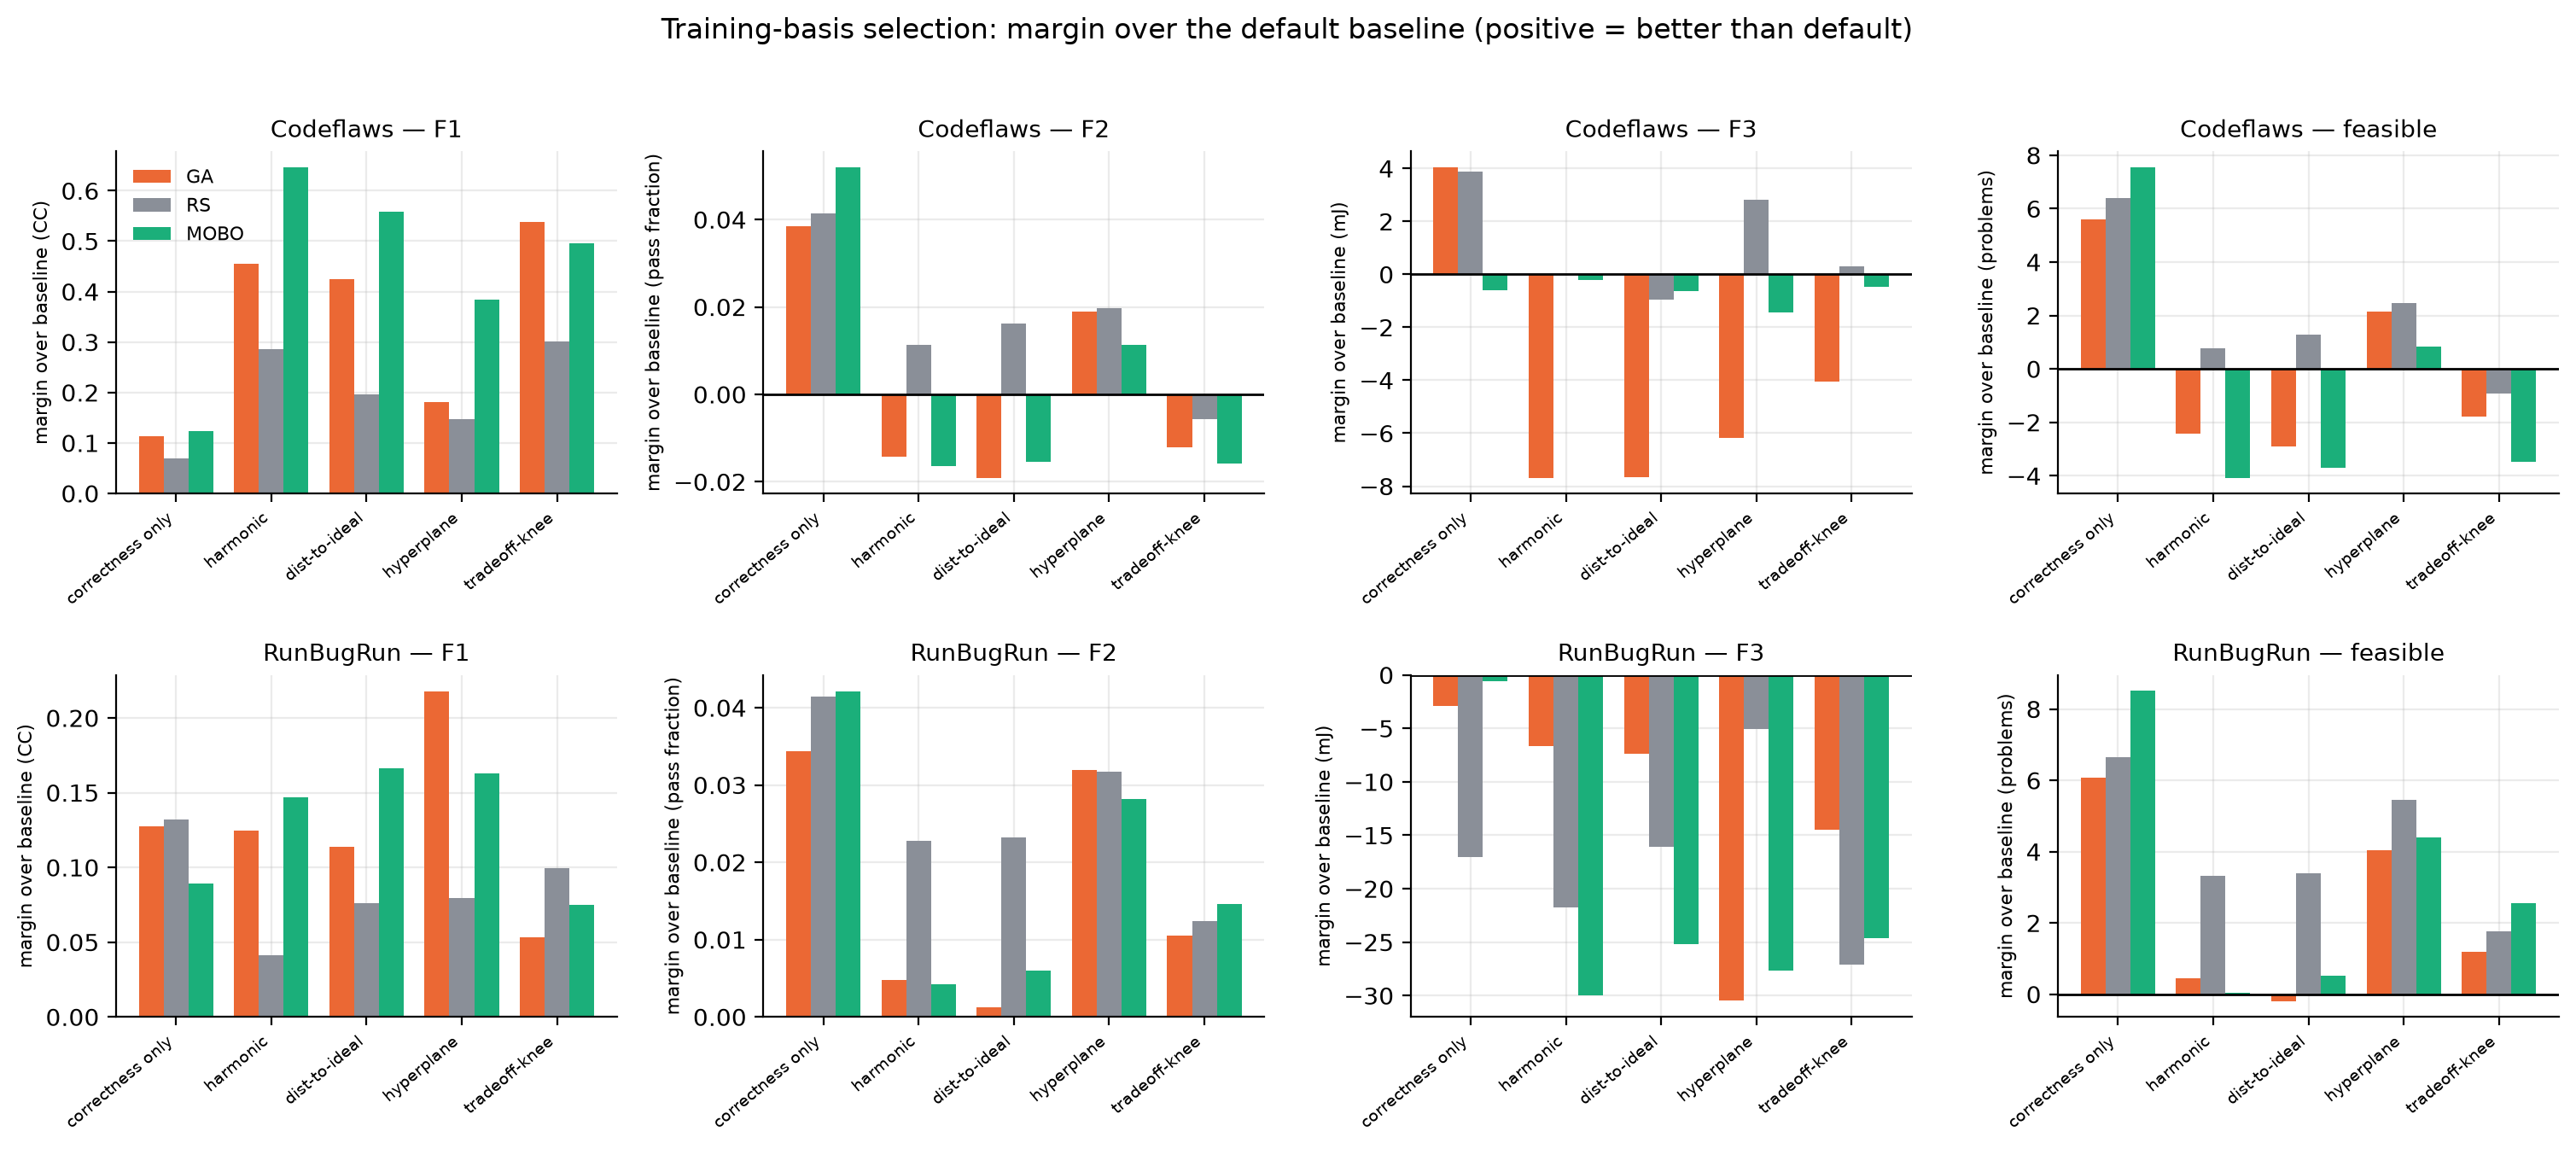 Training-basis selection: margin over the default baseline (positive = better than default)
Codeflaws — F1
margin over baseline (CC)
0.6
0.5
0.4
0.3
0.2
0.1
0.0
GA
RS
MOBO
correctness only
harmonic
dist-to-ideal
hyperplane
tradeoff-knee
Codeflaws — F2
margin over baseline (pass fraction)
0.04
0.02
0.00
−0.02
correctness only
harmonic
dist-to-ideal
hyperplane
tradeoff-knee
Codeflaws — F3
margin over baseline (mJ)
4
2
0
−2
−4
−6
−8
correctness only
harmonic
dist-to-ideal
hyperplane
tradeoff-knee
Codeflaws — feasible
margin over baseline (problems)
8
6
4
2
0
−2
−4
correctness only
harmonic
dist-to-ideal
hyperplane
tradeoff-knee
RunBugRun — F1
margin over baseline (CC)
0.20
0.15
0.10
0.05
0.00
correctness only
harmonic
dist-to-ideal
hyperplane
tradeoff-knee
RunBugRun — F2
margin over baseline (pass fraction)
0.04
0.03
0.02
0.01
0.00
correctness only
harmonic
dist-to-ideal
hyperplane
tradeoff-knee
RunBugRun — F3
margin over baseline (mJ)
0
−5
−10
−15
−20
−25
−30
correctness only
harmonic
dist-to-ideal
hyperplane
tradeoff-knee
RunBugRun — feasible
margin over baseline (problems)
8
6
4
2
0
correctness only
harmonic
dist-to-ideal
hyperplane
tradeoff-knee